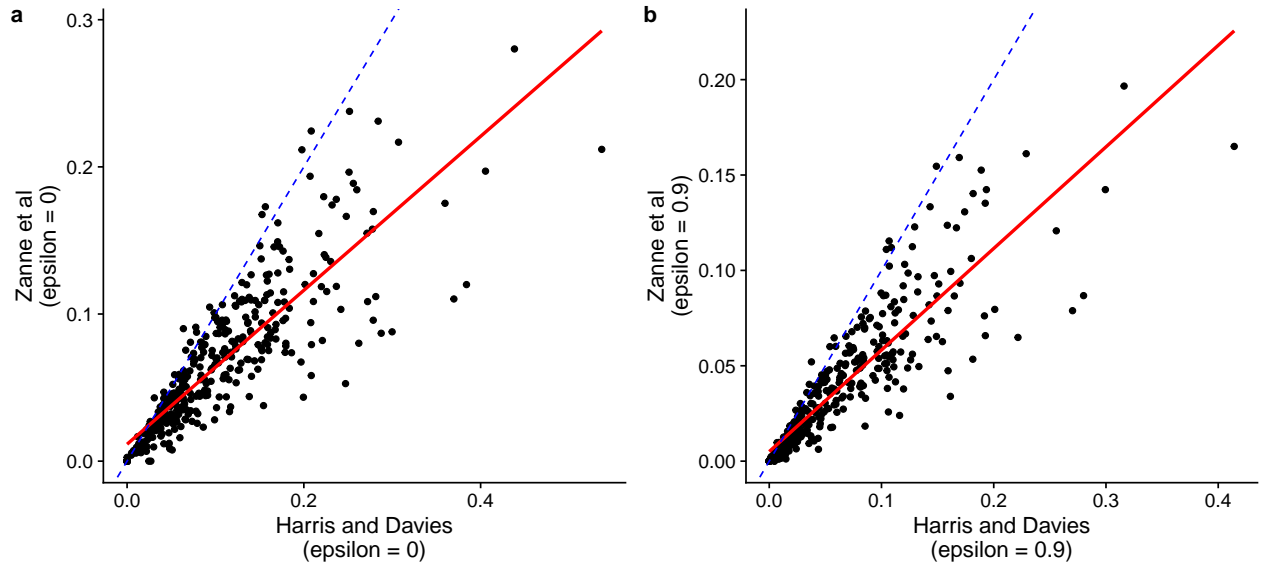 a
0.3
0.2
0.1
0.0
Zanne et al
(epsilon = 0)
0.0
0.2
0.4
Harris and Davies
(epsilon = 0)
b
0.20
0.15
0.10
0.05
0.00
Zanne et al
(epsilon = 0.9)
0.0
0.1
0.2
0.3
0.4
Harris and Davies
(epsilon = 0.9)